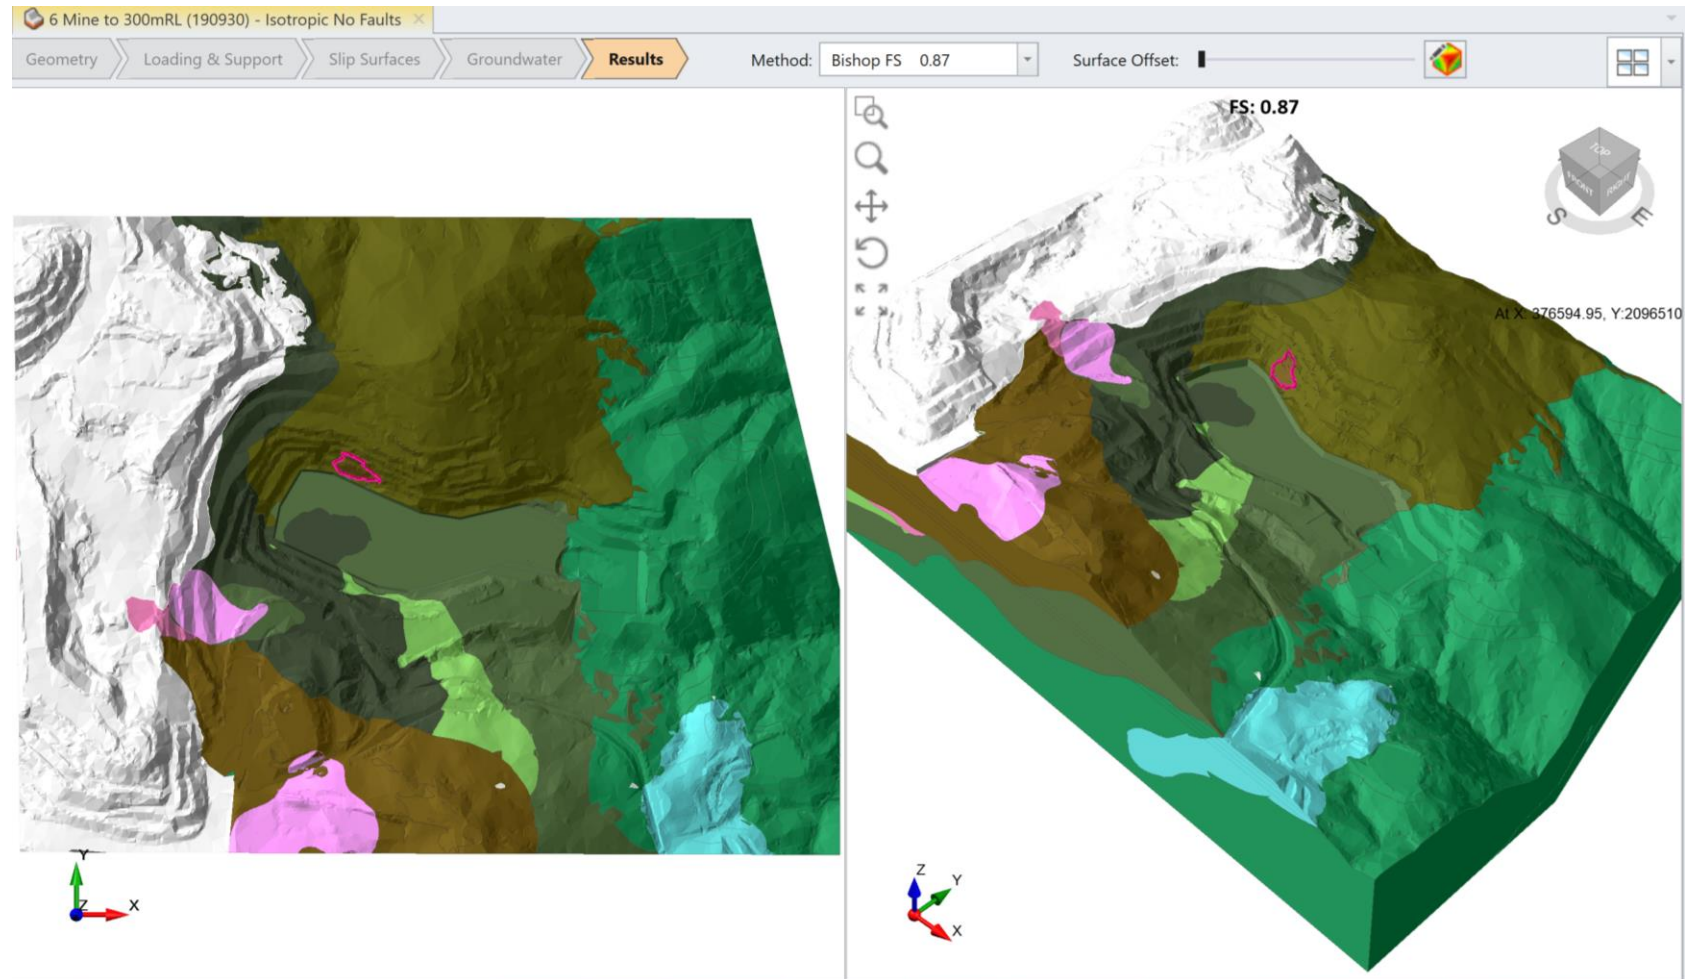 6 Mine to 300mRL (190930) - Isotropic No Faults
Geometry
Loading & Support
Slip Surfaces
Groundwater
Results
Method:
Bishop FS 0.87
Surface Offset:
FS: 0.87
TOP
FRONT
RIGHT
S
E
At X: 376594.95, Y:2096510
Y
Z
X
Z
Y
X